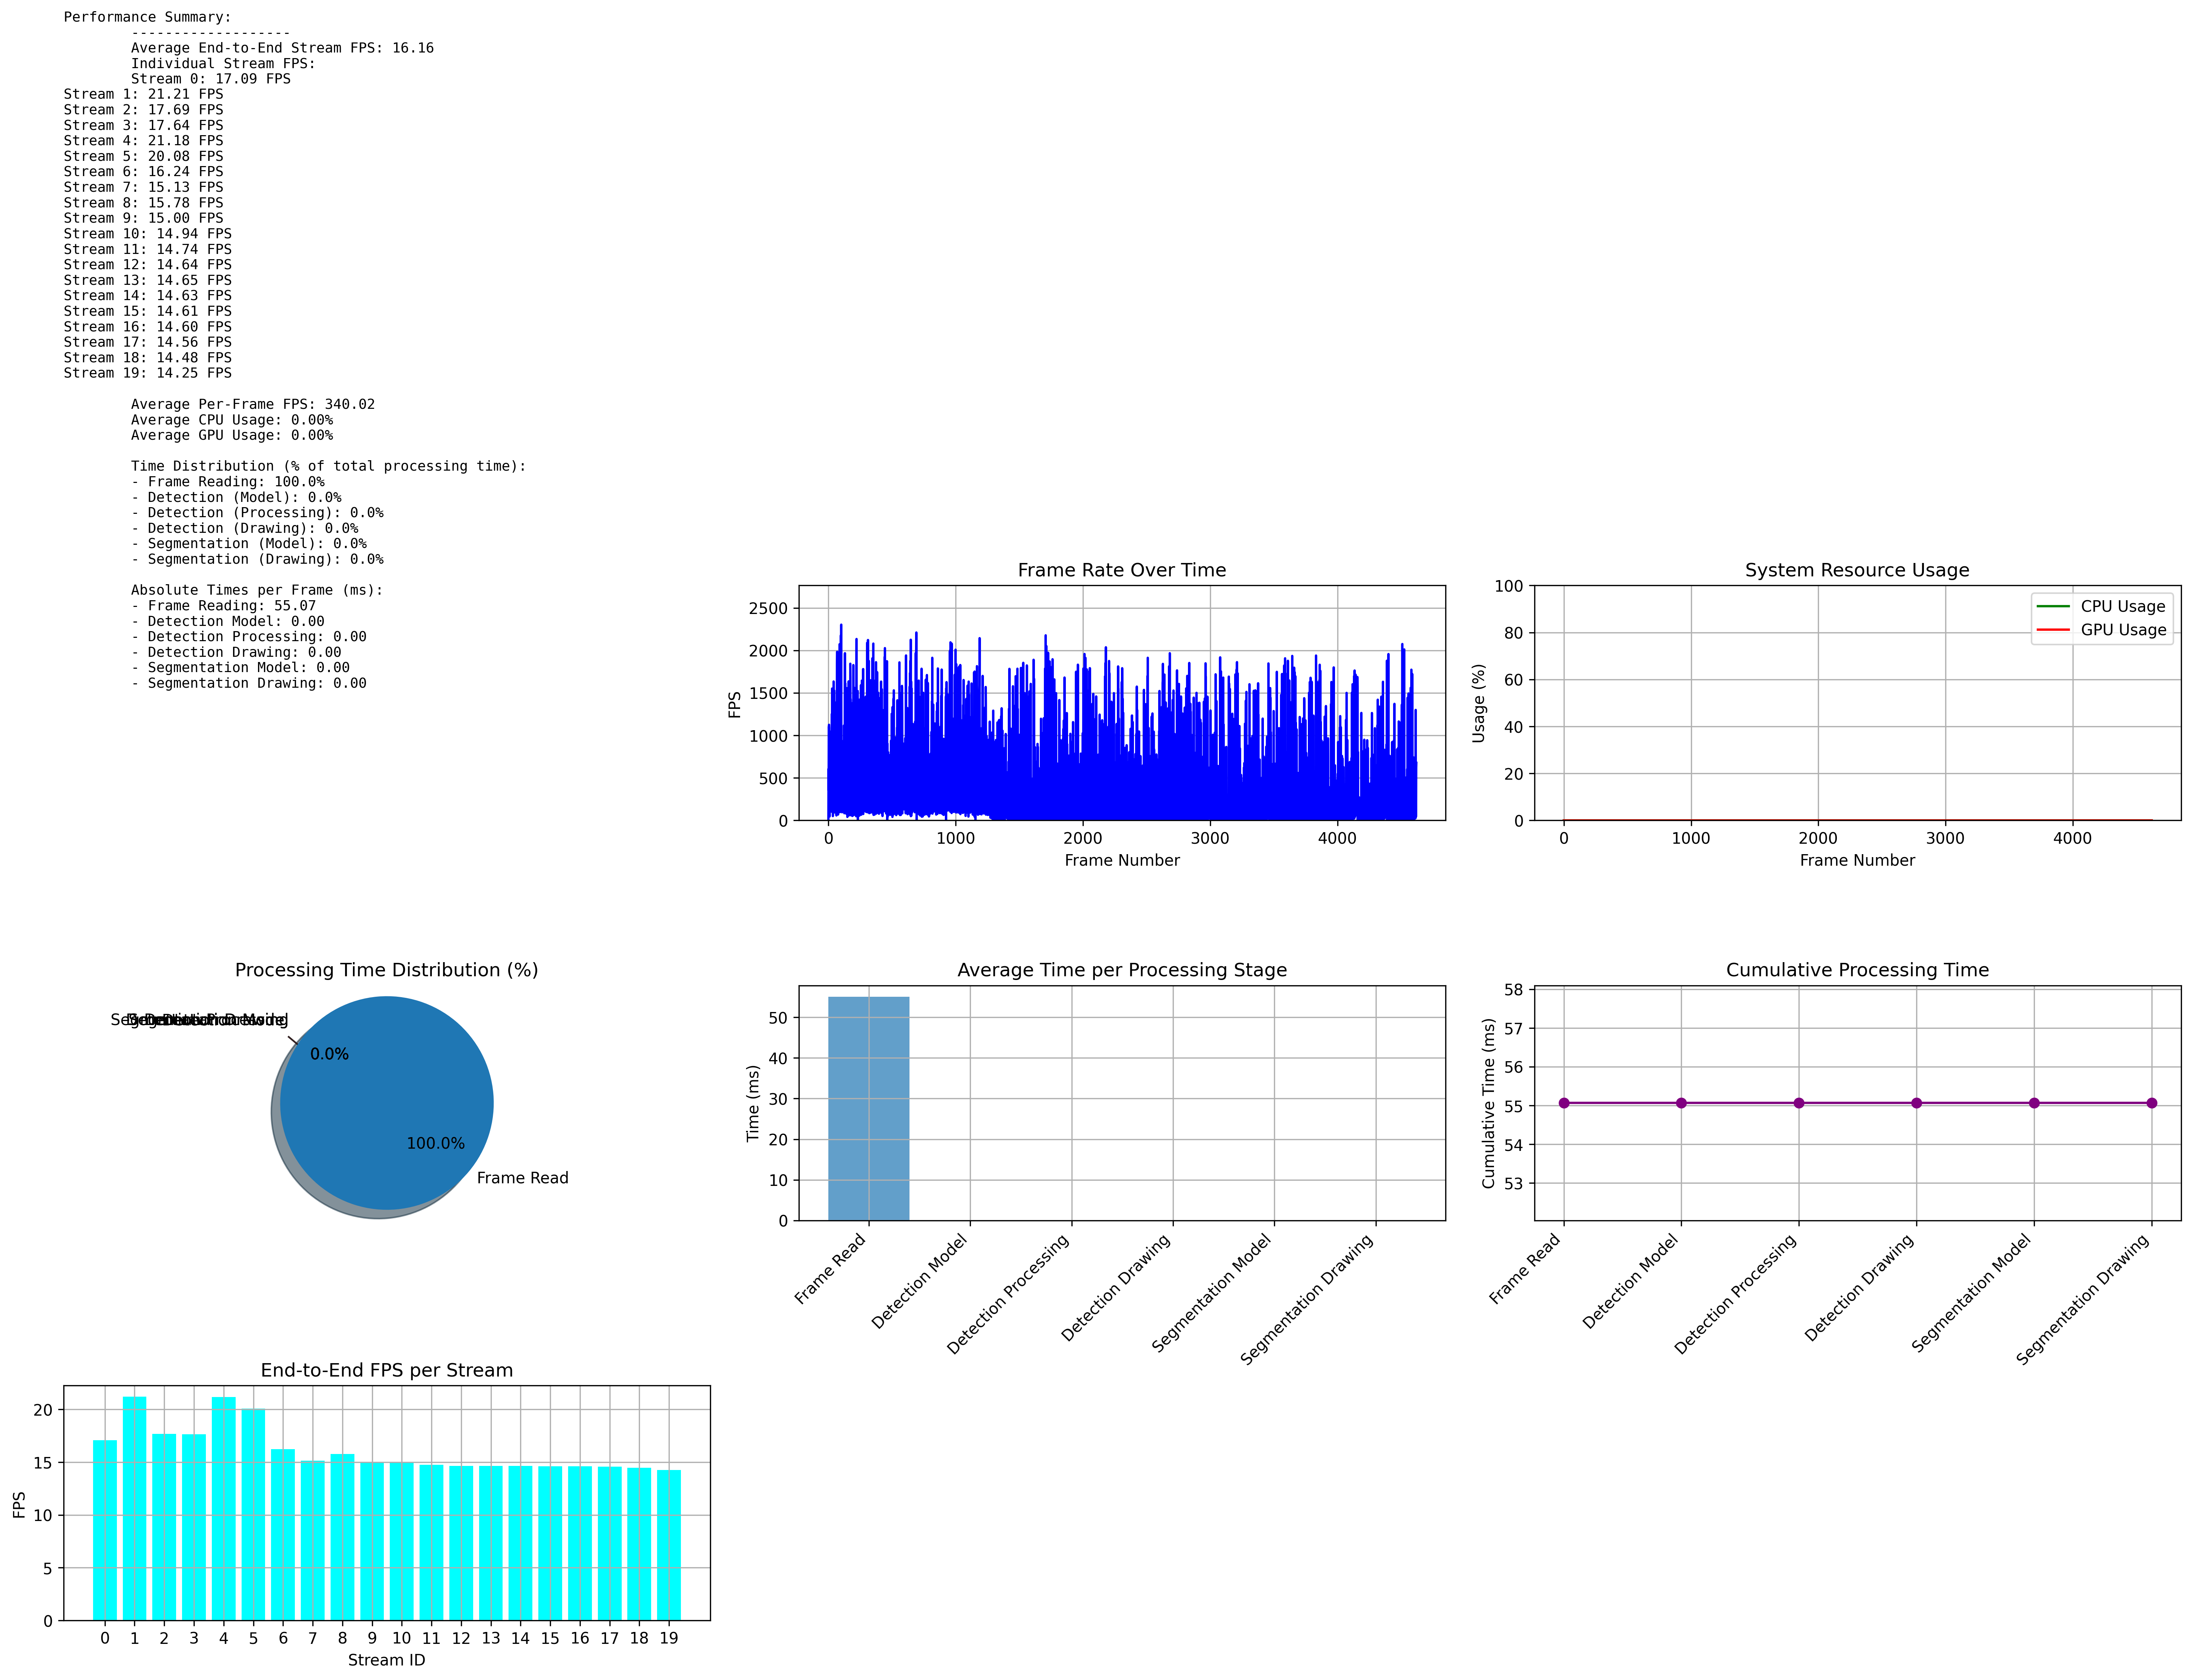 Performance Summary:
-------------------
Average End-to-End Stream FPS: 16.16
Individual Stream FPS:
Stream 0: 17.09 FPS
Stream 1: 21.21 FPS
Stream 2: 17.69 FPS
Stream 3: 17.64 FPS
Stream 4: 21.18 FPS
Stream 5: 20.08 FPS
Stream 6: 16.24 FPS
Stream 7: 15.13 FPS
Stream 8: 15.78 FPS
Stream 9: 15.00 FPS
Stream 10: 14.94 FPS
Stream 11: 14.74 FPS
Stream 12: 14.64 FPS
Stream 13: 14.65 FPS
Stream 14: 14.63 FPS
Stream 15: 14.61 FPS
Stream 16: 14.60 FPS
Stream 17: 14.56 FPS
Stream 18: 14.48 FPS
Stream 19: 14.25 FPS
Average Per-Frame FPS: 340.02
Average CPU Usage: 0.00%
Average GPU Usage: 0.00%
Time Distribution (% of total processing time):
- Frame Reading: 100.0%
- Detection (Model): 0.0%
- Detection (Processing): 0.0%
- Detection (Drawing): 0.0%
- Segmentation (Model): 0.0%
- Segmentation (Drawing): 0.0%
Absolute Times per Frame (ms):
- Frame Reading: 55.07
- Detection Model: 0.00
- Detection Processing: 0.00
- Detection Drawing: 0.00
- Segmentation Model: 0.00
- Segmentation Drawing: 0.00
Frame Rate Over Time
FPS
2500
2000
1500
1000
500
0
0 1000 2000 3000 4000
Frame Number
System Resource Usage
Usage (%)
100
80
60
40
20
0
CPU Usage
GPU Usage
0 1000 2000 3000 4000
Frame Number
Processing Time Distribution (%)
0.0%
100.0%
Frame Read
Average Time per Processing Stage
Time (ms)
50
40
30
20
10
0
Frame Read
Detection Model
Detection Processing
Detection Drawing
Segmentation Model
Segmentation Drawing
Cumulative Processing Time
Cumulative Time (ms)
58
57
56
55
54
53
Frame Read
Detection Model
Detection Processing
Detection Drawing
Segmentation Model
Segmentation Drawing
End-to-End FPS per Stream
FPS
20
15
10
5
0
0 1 2 3 4 5 6 7 8 9 10 11 12 13 14 15 16 17 18 19
Stream ID